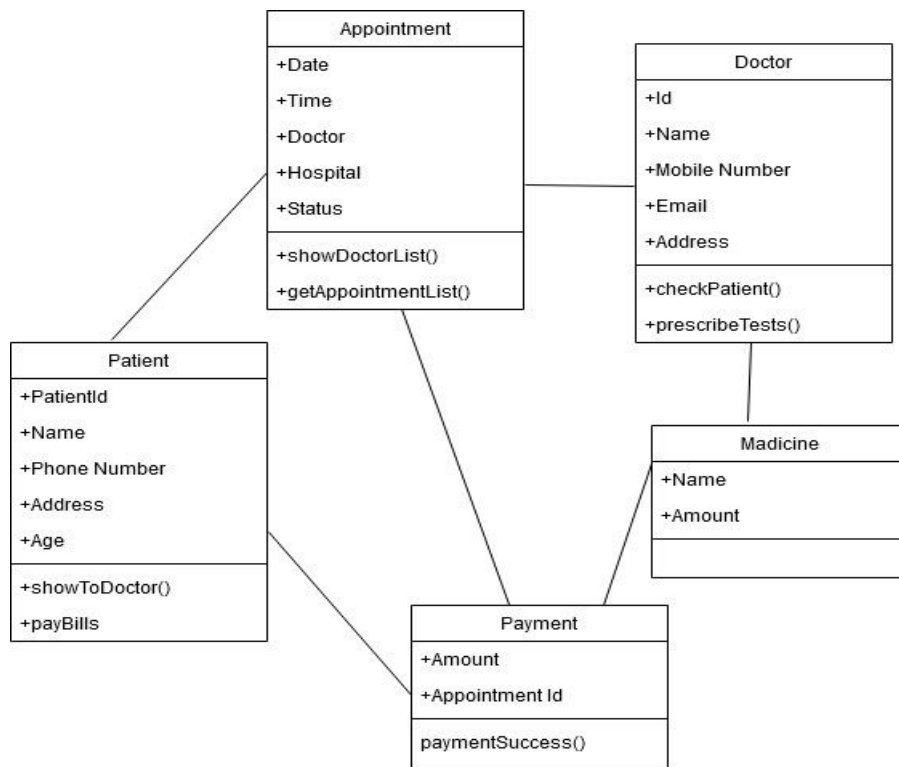 Appointment
+Date
+Time
+Doctor
+Hospital
+Status
+showDoctorList()
+getAppointmentList()
Doctor
+Id
+Name
+Mobile Number
+Email
+Address
+checkPatient()
+prescribeTests()
Patient
+PatientId
+Name
+Phone Number
+Address
+Age
+showToDoctor()
+payBills
Madicine
+Name
+Amount
Payment
+Amount
+Appointment Id
paymentSuccess()